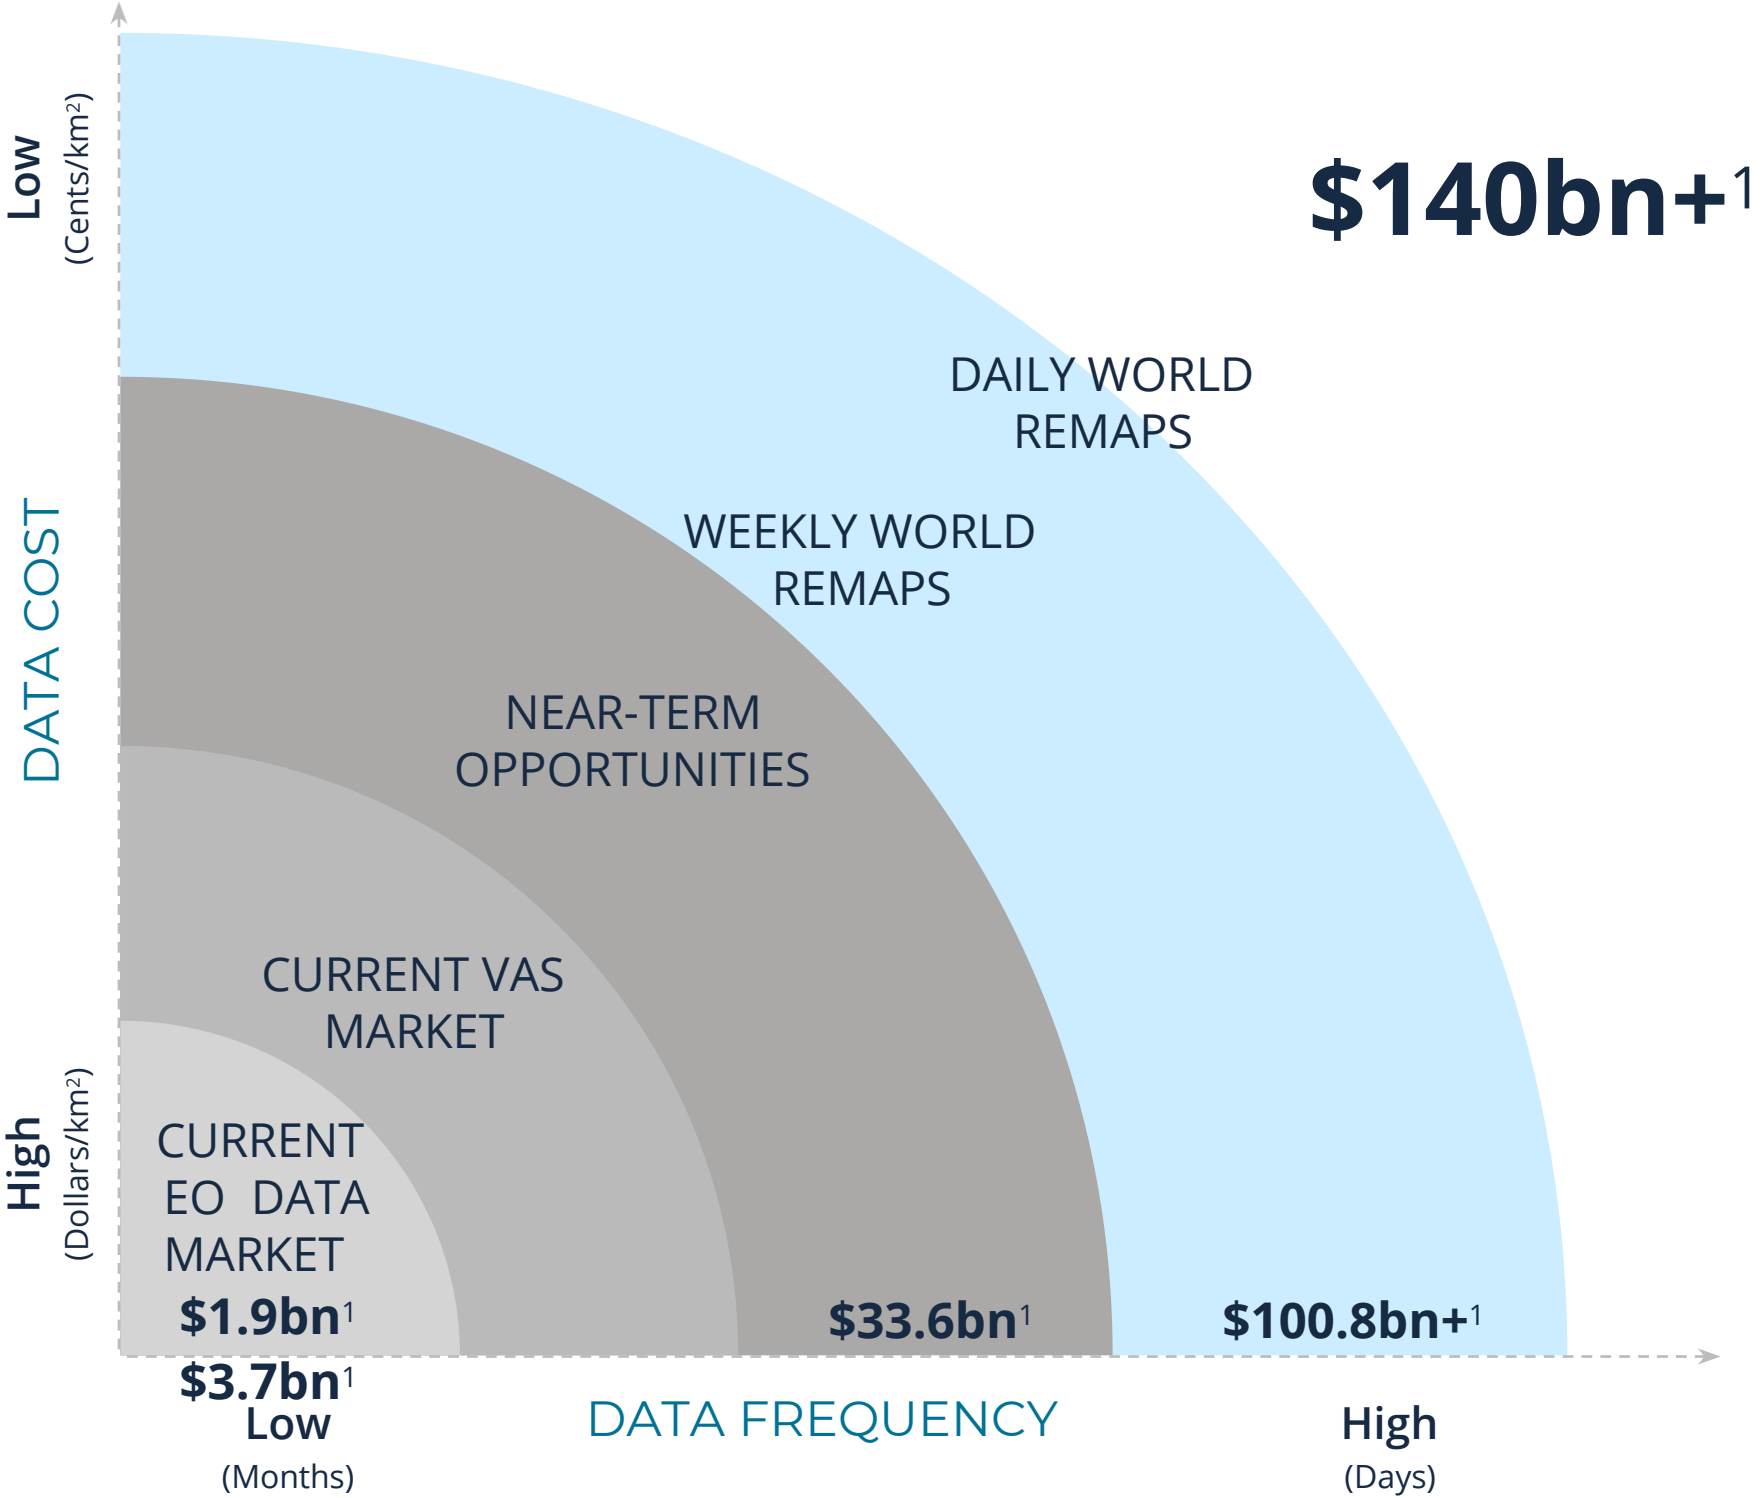 Low
(Cents/km²)
$140bn+¹
DAILY WORLD
REMAPS
WEEKLY WORLD
REMAPS
DATA COST
NEAR-TERM
OPPORTUNITIES
CURRENT VAS
MARKET
High
(Dollars/km²)
CURRENT
EO DATA
MARKET
$1.9bn¹
$33.6bn¹
$100.8bn+¹
$3.7bn¹
Low
(Months)
DATA FREQUENCY
High
(Days)